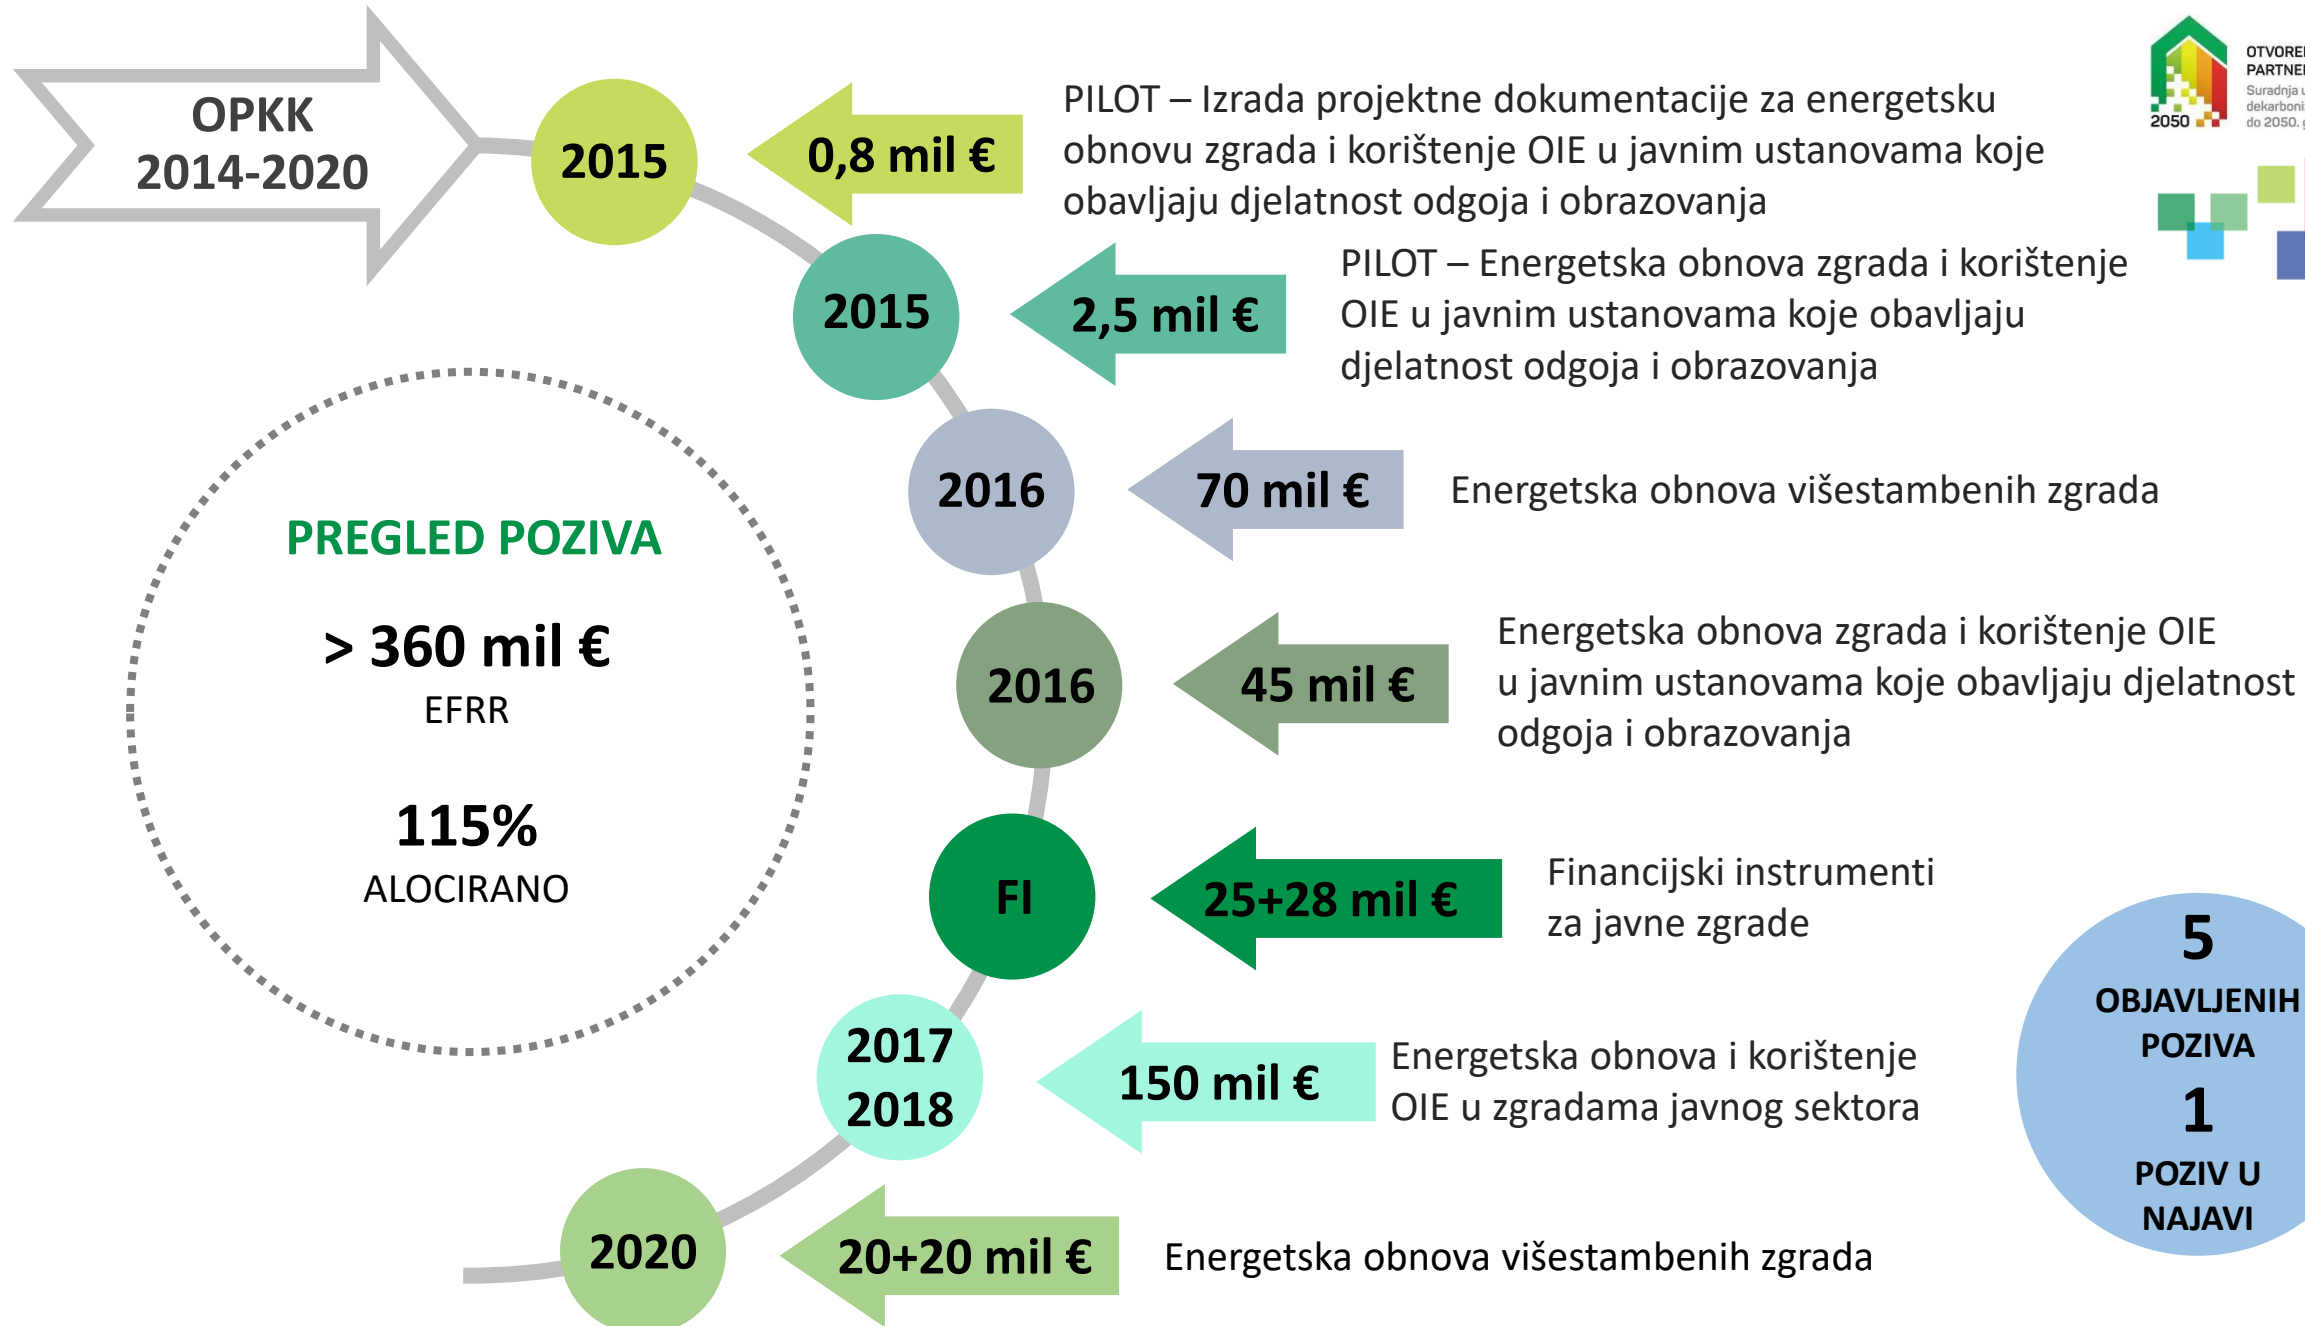 OPKK
2014-2020
2015
0,8 mil €
PILOT – Izrada projektne dokumentacije za energetsku
obnovu zgrada i korištenje OIE u javnim ustanovama koje
obavljaju djelatnost odgoja i obrazovanja
2050
2015
2,5 mil €
PILOT – Energetska obnova zgrada i korištenje
OIE u javnim ustanovama koje obavljaju
djelatnost odgoja i obrazovanja
2016
70 mil €
Energetska obnova višestambenih zgrada
PREGLED POZIVA
> 360 mil €
EFRR
115%
ALOCIRANO
2016
45 mil €
Energetska obnova zgrada i korištenje OIE
u javnim ustanovama koje obavljaju djelatnost
odgoja i obrazovanja
FI
25+28 mil €
Financijski instrumenti
za javne zgrade
2017
2018
150 mil €
Energetska obnova i korištenje
OIE u zgradama javnog sektora
2020
20+20 mil €
Energetska obnova višestambenih zgrada
5
OBJAVLJENIH
POZIVA
1
POZIV U
NAJAVI
Suradnja
do 2050.